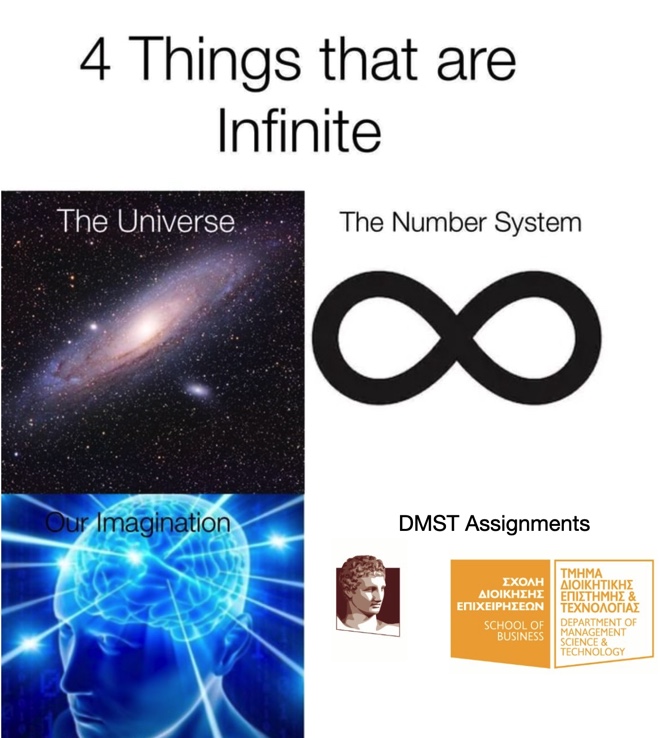 4 Things that are
Infinite
The Universe
The Number System
Our Imagination
DMST Assignments
ΣΧΟΛΗ
ΔΙΟΙΚΗΣΗΣ
ΕΠΙΧΕΙΡΗΣΕΩΝ
SCHOOL OF
BUSINESS
ΤΜΗΜΑ
ΔΙΟΙΚΗΤΙΚΗΣ
ΕΠΙΣΤΗΜΗΣ &
ΤΕΧΝΟΛΟΓΙΑΣ
DEPARTMENT OF
MANAGEMENT
SCIENCE &
TECHNOLOGY